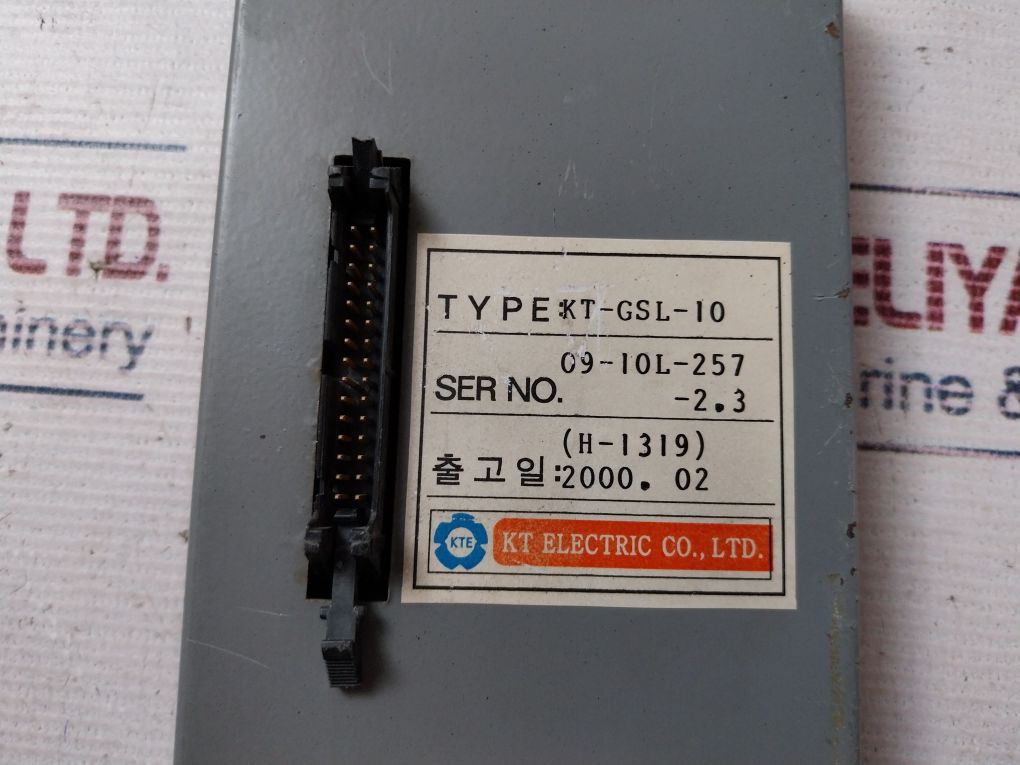 TYPE:KT-GSL-10
09-10L-257
SER NO. -2.3
(H-1319)
출고일:2000. 02
KTE KT ELECTRIC CO., LTD.
LTD.
ELIYA
rine &